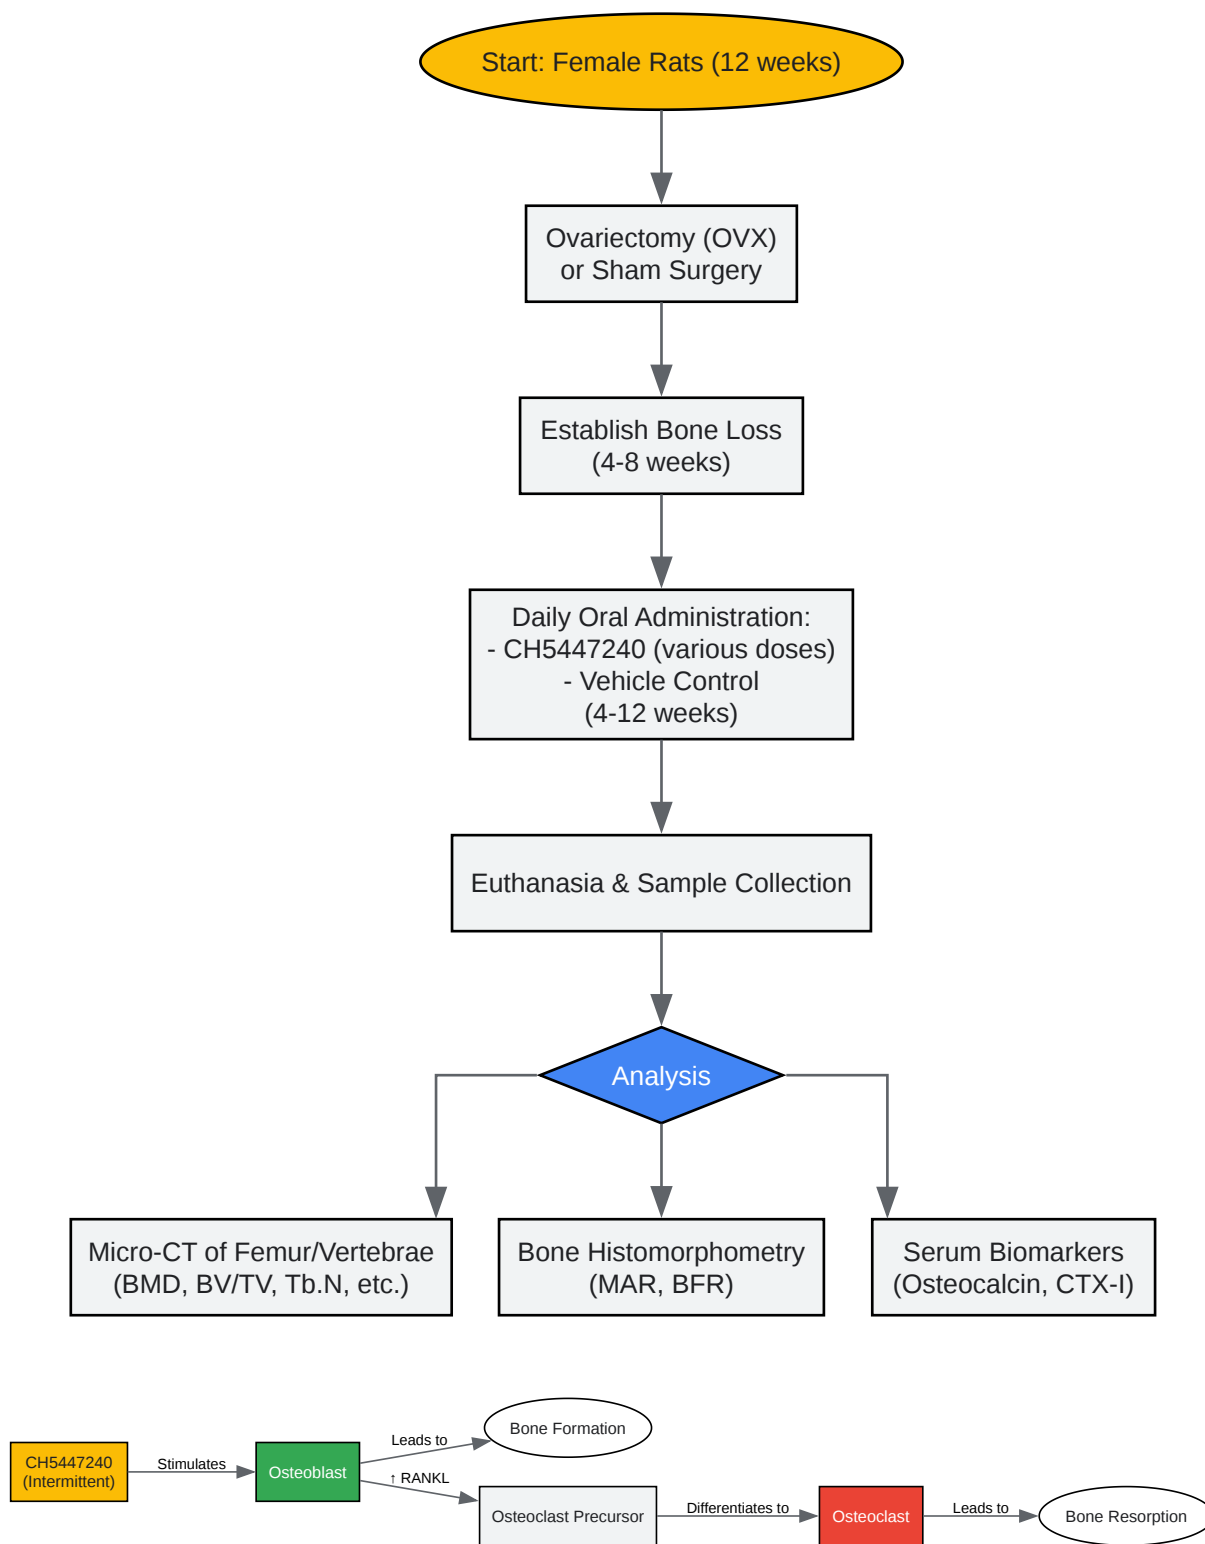 Start: Female Rats (12 weeks)
Ovariectomy (OVX)
or Sham Surgery
Establish Bone Loss
(4-8 weeks)
Daily Oral Administration:
- CH5447240 (various doses)
- Vehicle Control
(4-12 weeks)
Euthanasia & Sample Collection
Analysis
Micro-CT of Femur/Vertebrae
(BMD, BV/TV, Tb.N, etc.)
Bone Histomorphometry
(MAR, BFR)
Serum Biomarkers
(Osteocalcin, CTX-I)
CH5447240
(Intermittent)
Stimulates
Osteoblast
Leads to
Bone Formation
↑ RANKL
Osteoclast Precursor
Differentiates to
Osteoclast
Leads to
Bone Resorption